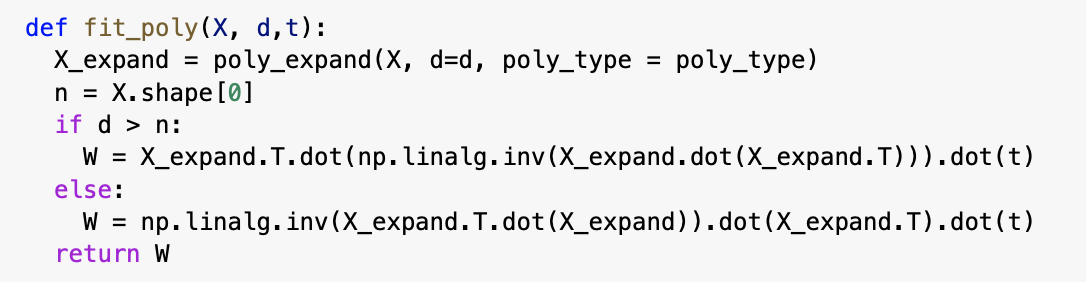 def fit_poly(X, d,t):
  X_expand = poly_expand(X, d=d, poly_type = poly_type)
  n = X.shape[0]
  if d > n:
    W = X_expand.T.dot(np.linalg.inv(X_expand.dot(X_expand.T))).dot(t)
  else:
    W = np.linalg.inv(X_expand.T.dot(X_expand)).dot(X_expand.T).dot(t)
  return W